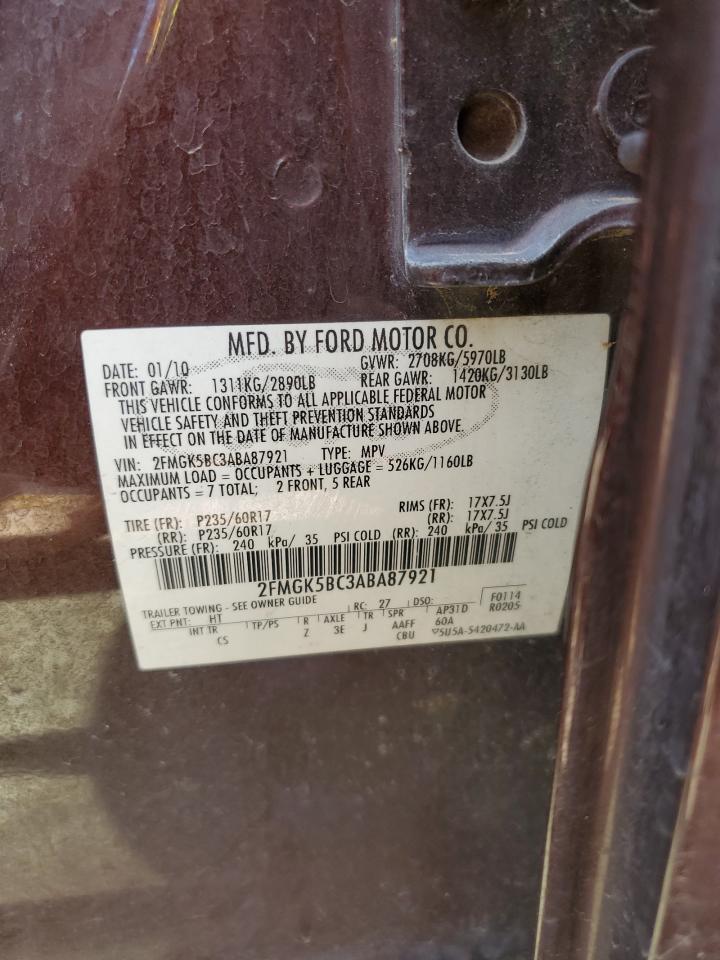 MFD. BY FORD MOTOR CO.
DATE: 01/10 GVWR: 2708KG/5970LB
FRONT GAWR: 1311KG/2890LB REAR GAWR: 1420KG/3130LB
THIS VEHICLE CONFORMS TO ALL APPLICABLE FEDERAL MOTOR
VEHICLE SAFETY AND THEFT PREVENTION STANDARDS
IN EFFECT ON THE DATE OF MANUFACTURE SHOWN ABOVE.
VIN: 2FMGK5BC3ABA87921 TYPE: MPV
MAXIMUM LOAD = OCCUPANTS + LUGGAGE = 526KG/1160LB
OCCUPANTS = 7 TOTAL; 2 FRONT, 5 REAR
TIRE (FR): P235/60R17 RIMS (FR): 17X7.5J
(RR): P235/60R17 (RR): 17X7.5J
PRESSURE (FR): 240 kPa/ 35 PSI COLD (RR): 240 kPa/ 35 PSI COLD
2FMGK5BC3ABA87921
TRAILER TOWING - SEE OWNER GUIDE
EXT PNT: HT RC: 27 DSO: AP31D F0114
INT TR TP/PS R AXLE TR SPR 60A R0205
CS Z 3E J AAFF
CBU ▽5U5A-5420472-AA